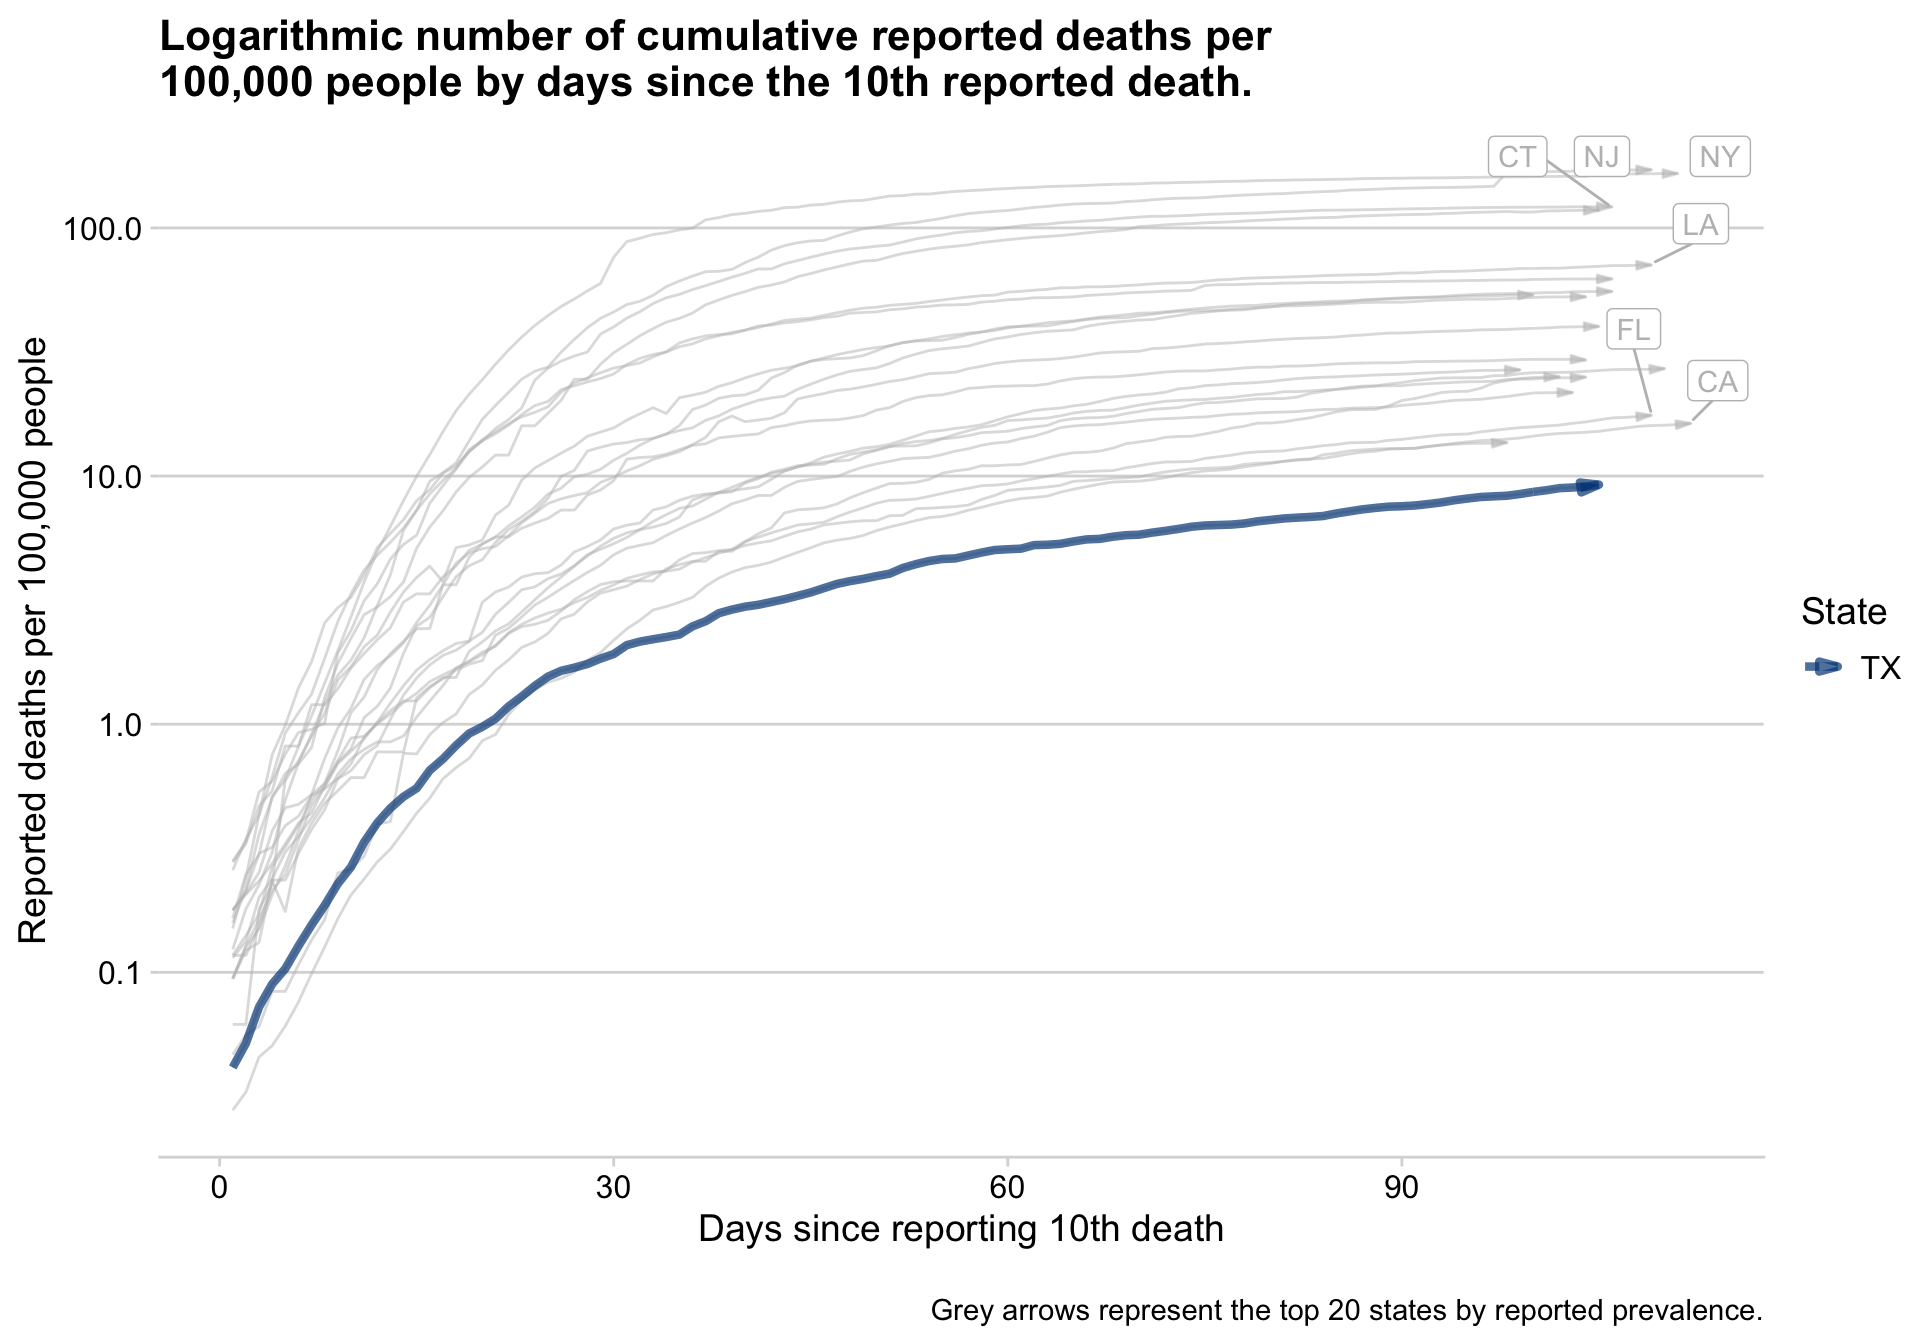 Logarithmic number of cumulative reported deaths per
100,000 people by days since the 10th reported death.
CT
NJ
NY
LA
FL
CA
100.0
10.0
1.0
0.1
Reported deaths per 100,000 people
0
30
60
90
Days since reporting 10th death
State
TX
Grey arrows represent the top 20 states by reported prevalence.